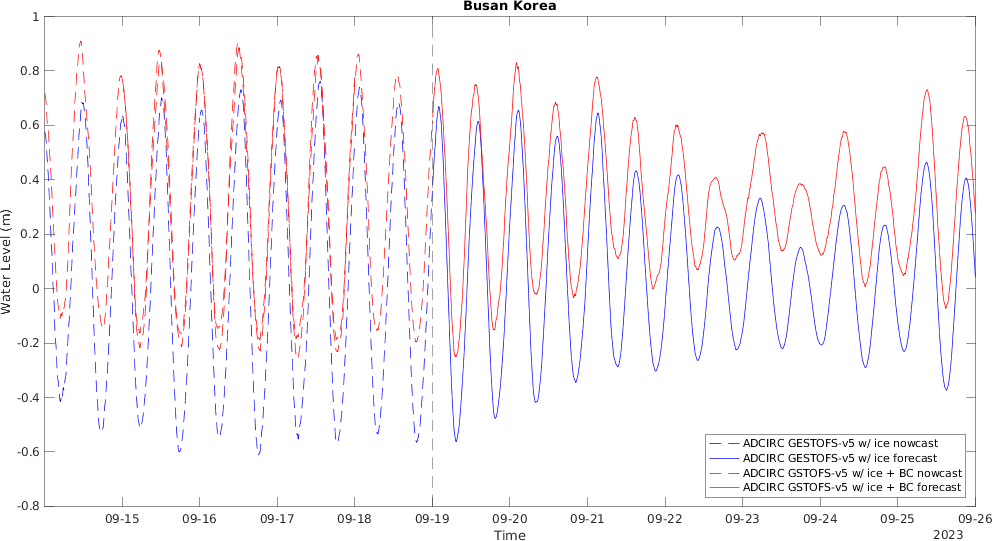 Busan Korea
Water Level (m)
1
0.8
0.6
0.4
0.2
0
-0.2
-0.4
-0.6
-0.8
ADCIRC GESTOFS-v5 w/ ice nowcast
ADCIRC GESTOFS-v5 w/ ice forecast
ADCIRC GSTOFS-v5 w/ ice + BC nowcast
ADCIRC GSTOFS-v5 w/ ice + BC forecast
09-15 09-16 09-17 09-18 09-19 09-20 09-21 09-22 09-23 09-24 09-25 09-26
Time
2023